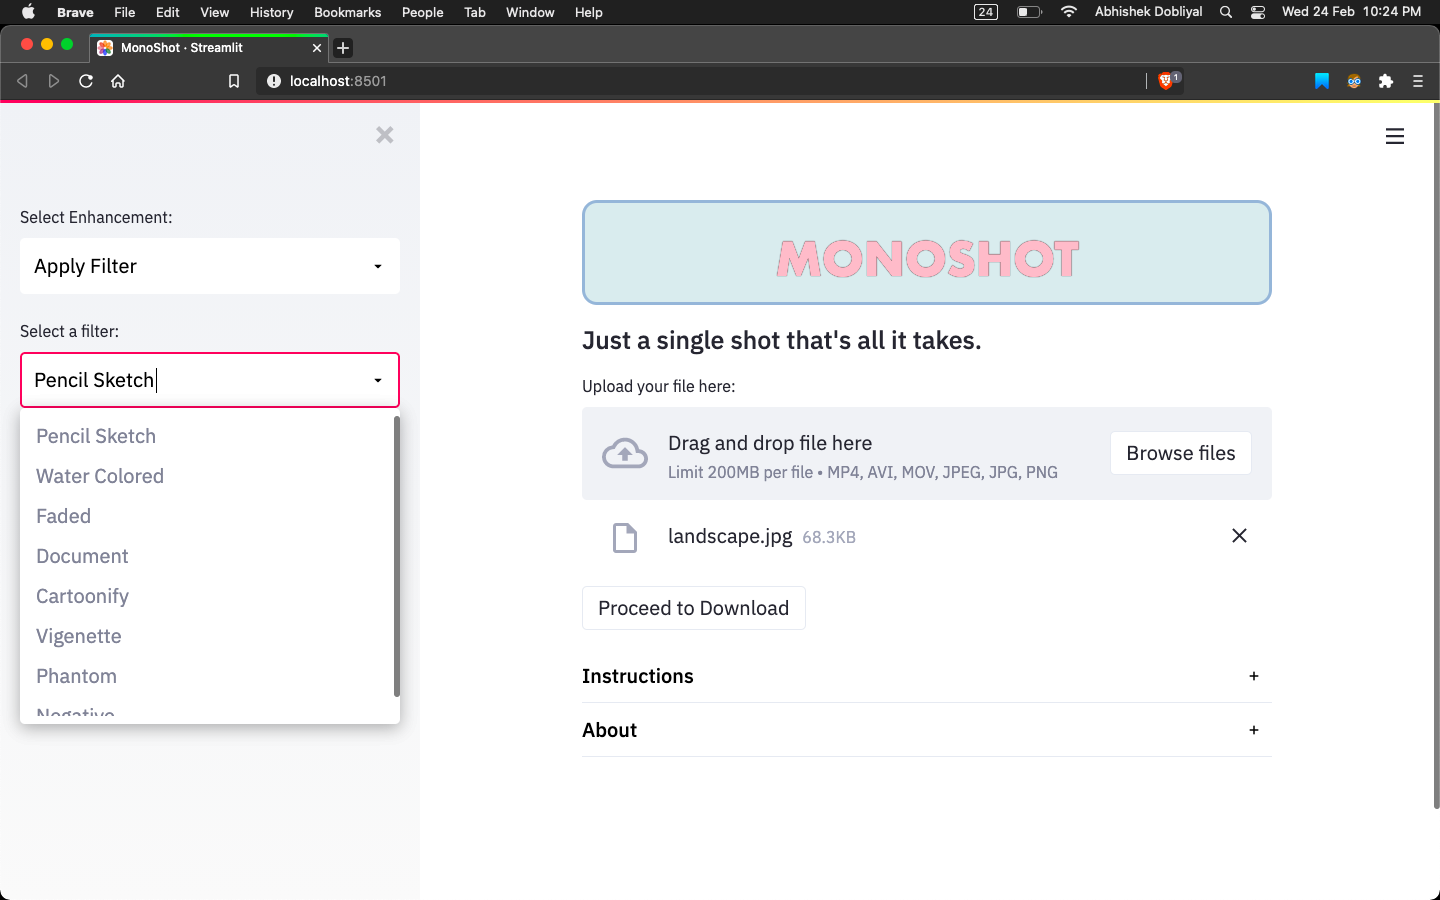 Brave File Edit View History Bookmarks People Tab Window Help 24 Abhishek Dobliyal Wed 24 Feb 10:24 PM
MonoShot · Streamlit
localhost:8501 1
Select Enhancement:
Apply Filter
Select a filter:
Pencil Sketch
Pencil Sketch
Water Colored
Faded
Document
Cartoonify
Vigenette
Phantom
Negative
MONOSHOT
Just a single shot that's all it takes.
Upload your file here:
Drag and drop file here
Limit 200MB per file • MP4, AVI, MOV, JPEG, JPG, PNG
Browse files
landscape.jpg 68.3KB
Proceed to Download
Instructions +
About +